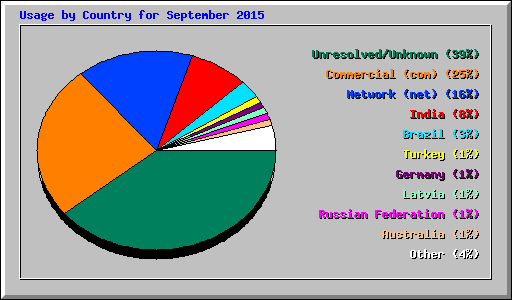 Usage by Country for September 2015
Unresolved/Unknown (39%)
Commercial (com) (25%)
Network (net) (16%)
India (8%)
Brazil (3%)
Turkey (1%)
Germany (1%)
Latvia (1%)
Russian Federation (1%)
Australia (1%)
Other (4%)